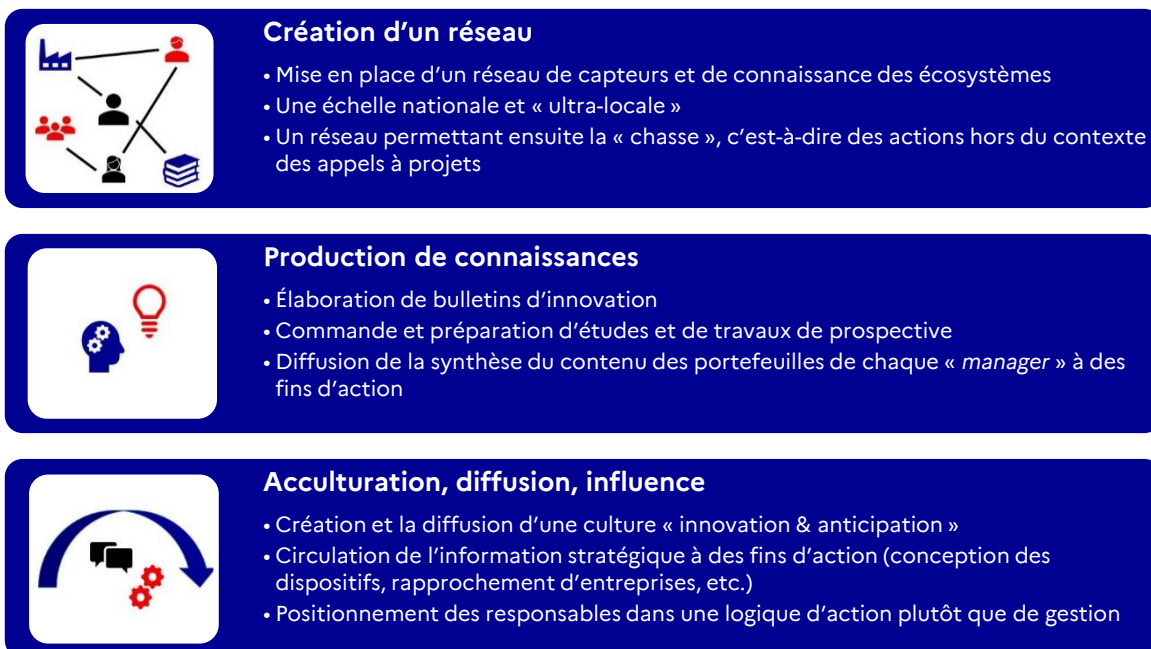 Création d’un réseau
• Mise en place d’un réseau de capteurs et de connaissance des écosystèmes
• Une échelle nationale et « ultra-locale »
• Un réseau permettant ensuite la « chasse », c’est-à-dire des actions hors du contexte
des appels à projets
Production de connaissances
• Élaboration de bulletins d’innovation
• Commande et préparation d’études et de travaux de prospective
• Diffusion de la synthèse du contenu des portefeuilles de chaque « manager » à des
fins d’action
Acculturation, diffusion, influence
• Création et la diffusion d’une culture « innovation & anticipation »
• Circulation de l’information stratégique à des fins d’action (conception des
dispositifs, rapprochement d’entreprises, etc.)
• Positionnement des responsables dans une logique d’action plutôt que de gestion